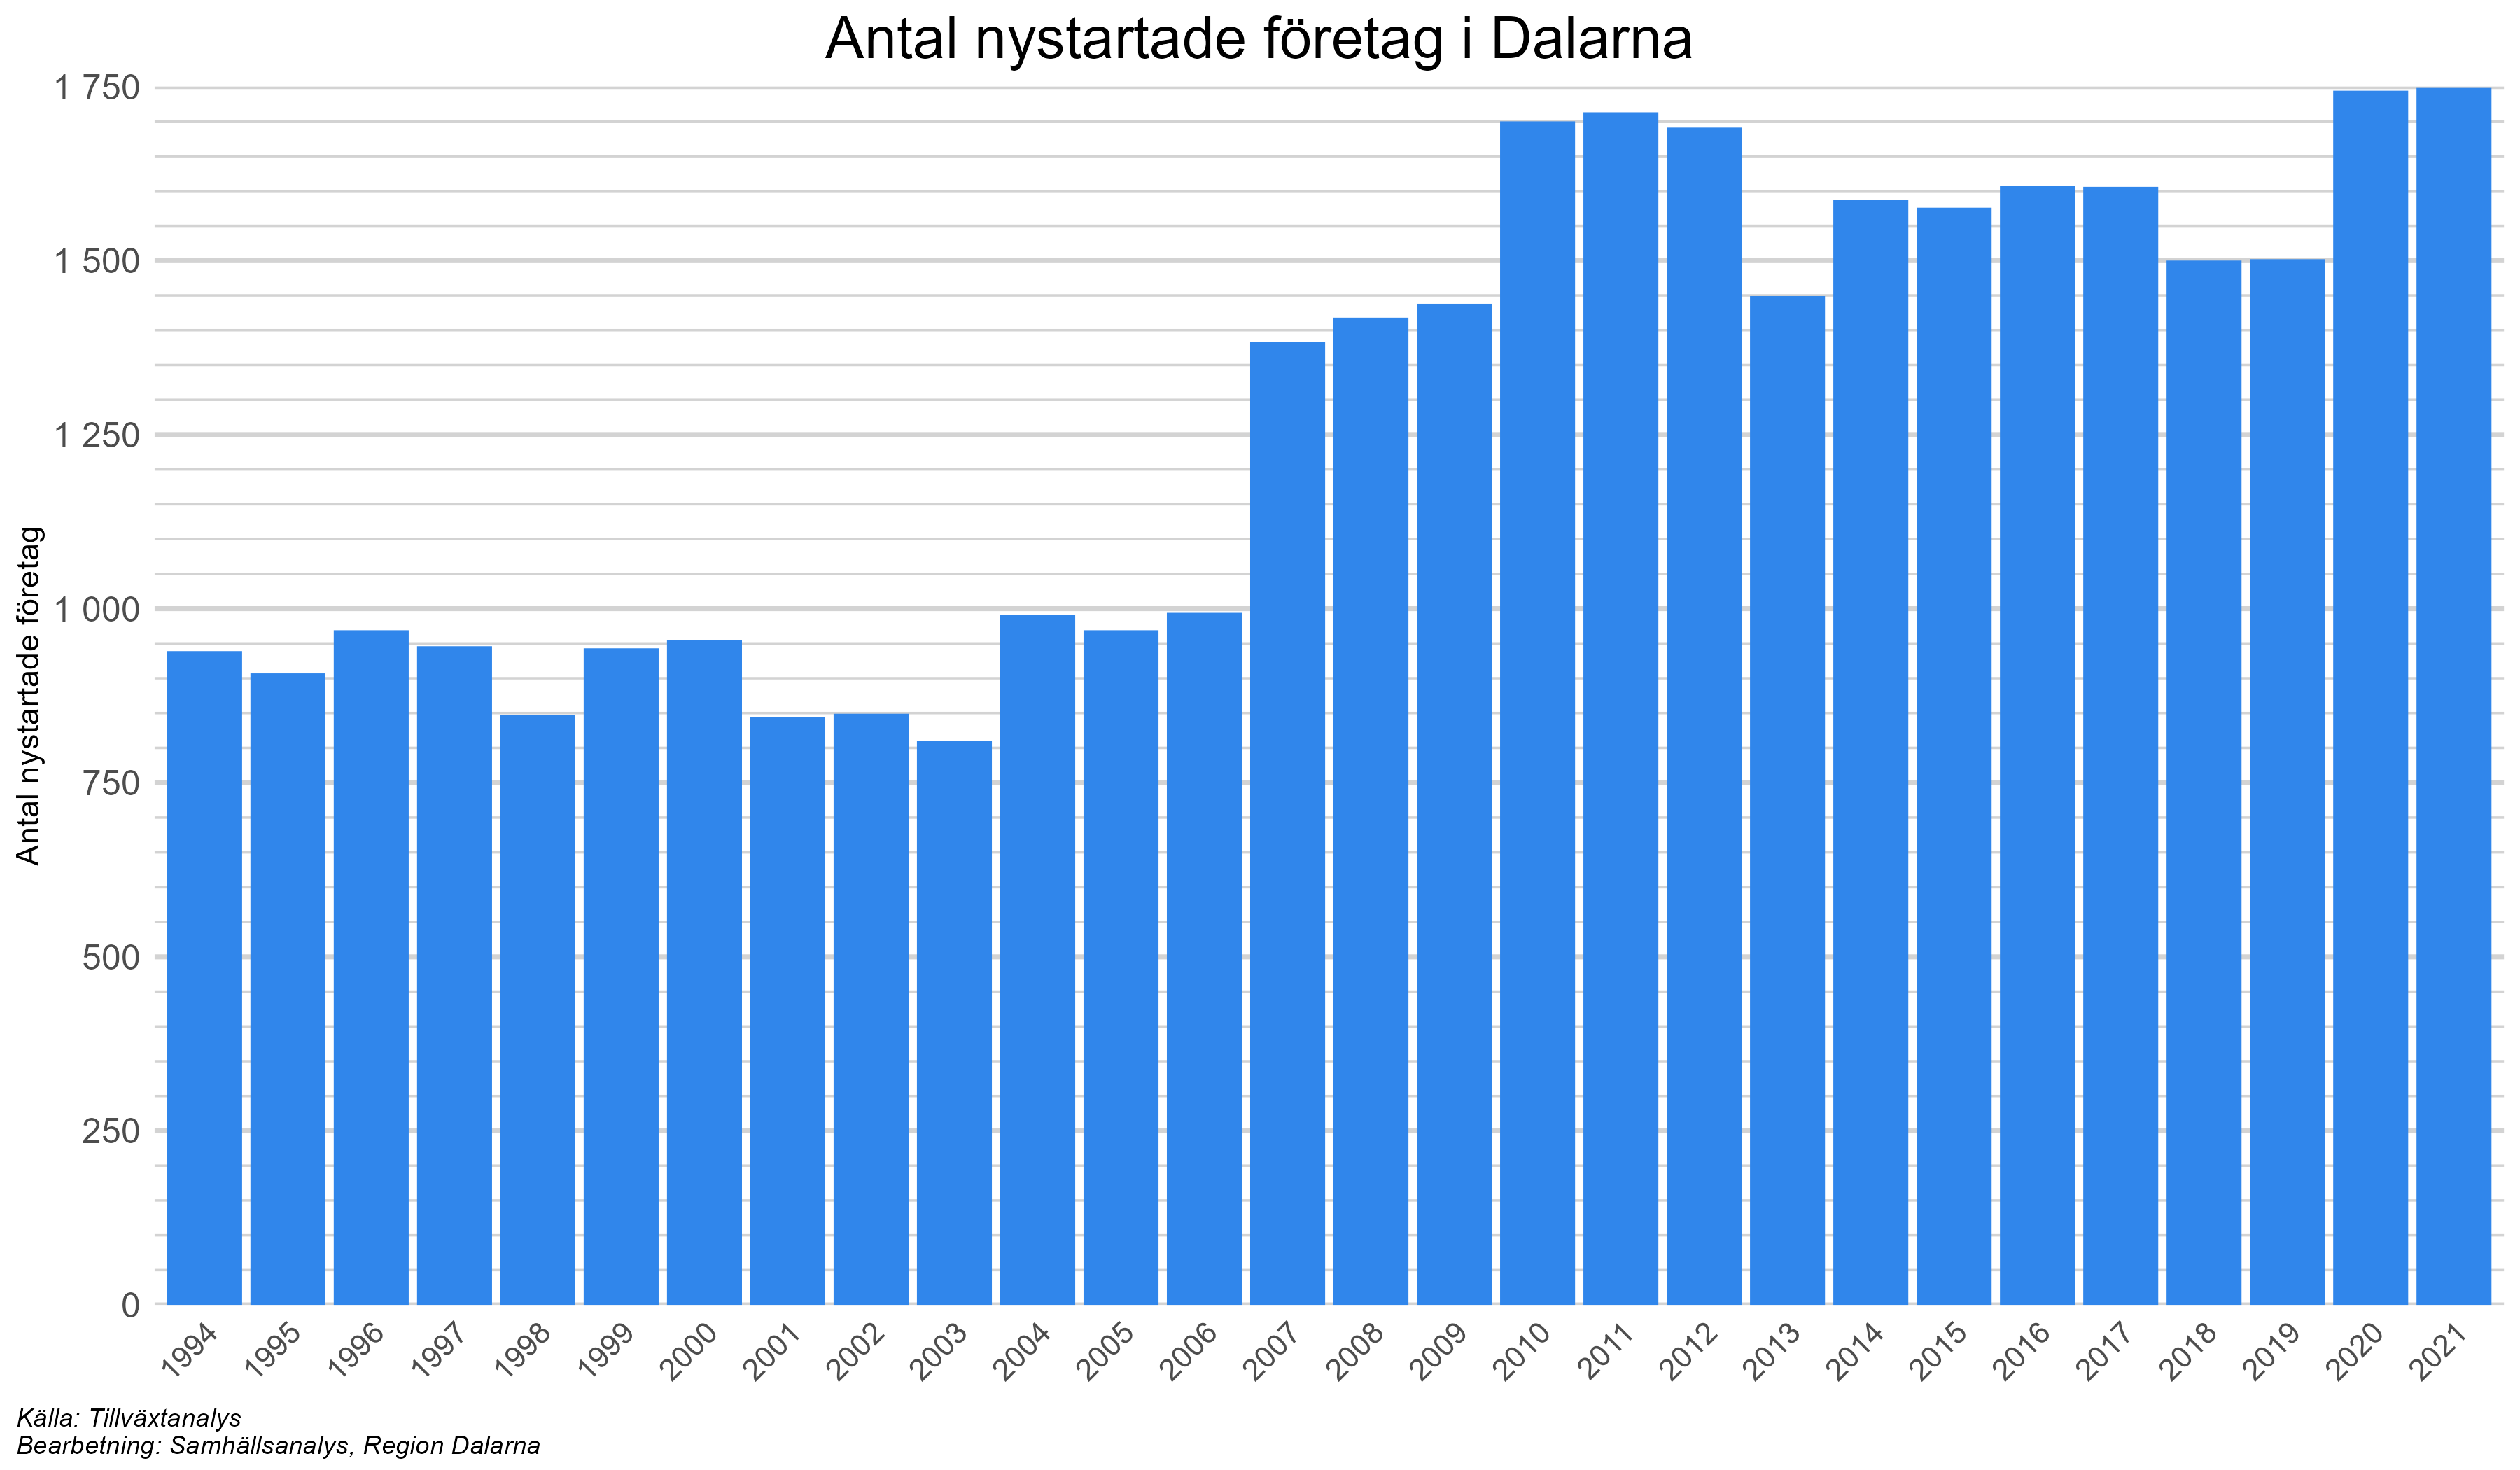 Antal nystartade företag i Dalarna
Antal nystartade företag
1 750
1 500
1 250
1 000
750
500
250
0
1994 1995 1996 1997 1998 1999 2000 2001 2002 2003 2004 2005 2006 2007 2008 2009 2010 2011 2012 2013 2014 2015 2016 2017 2018 2019 2020 2021
Källa: Tillväxtanalys
Bearbetning: Samhällsanalys, Region Dalarna